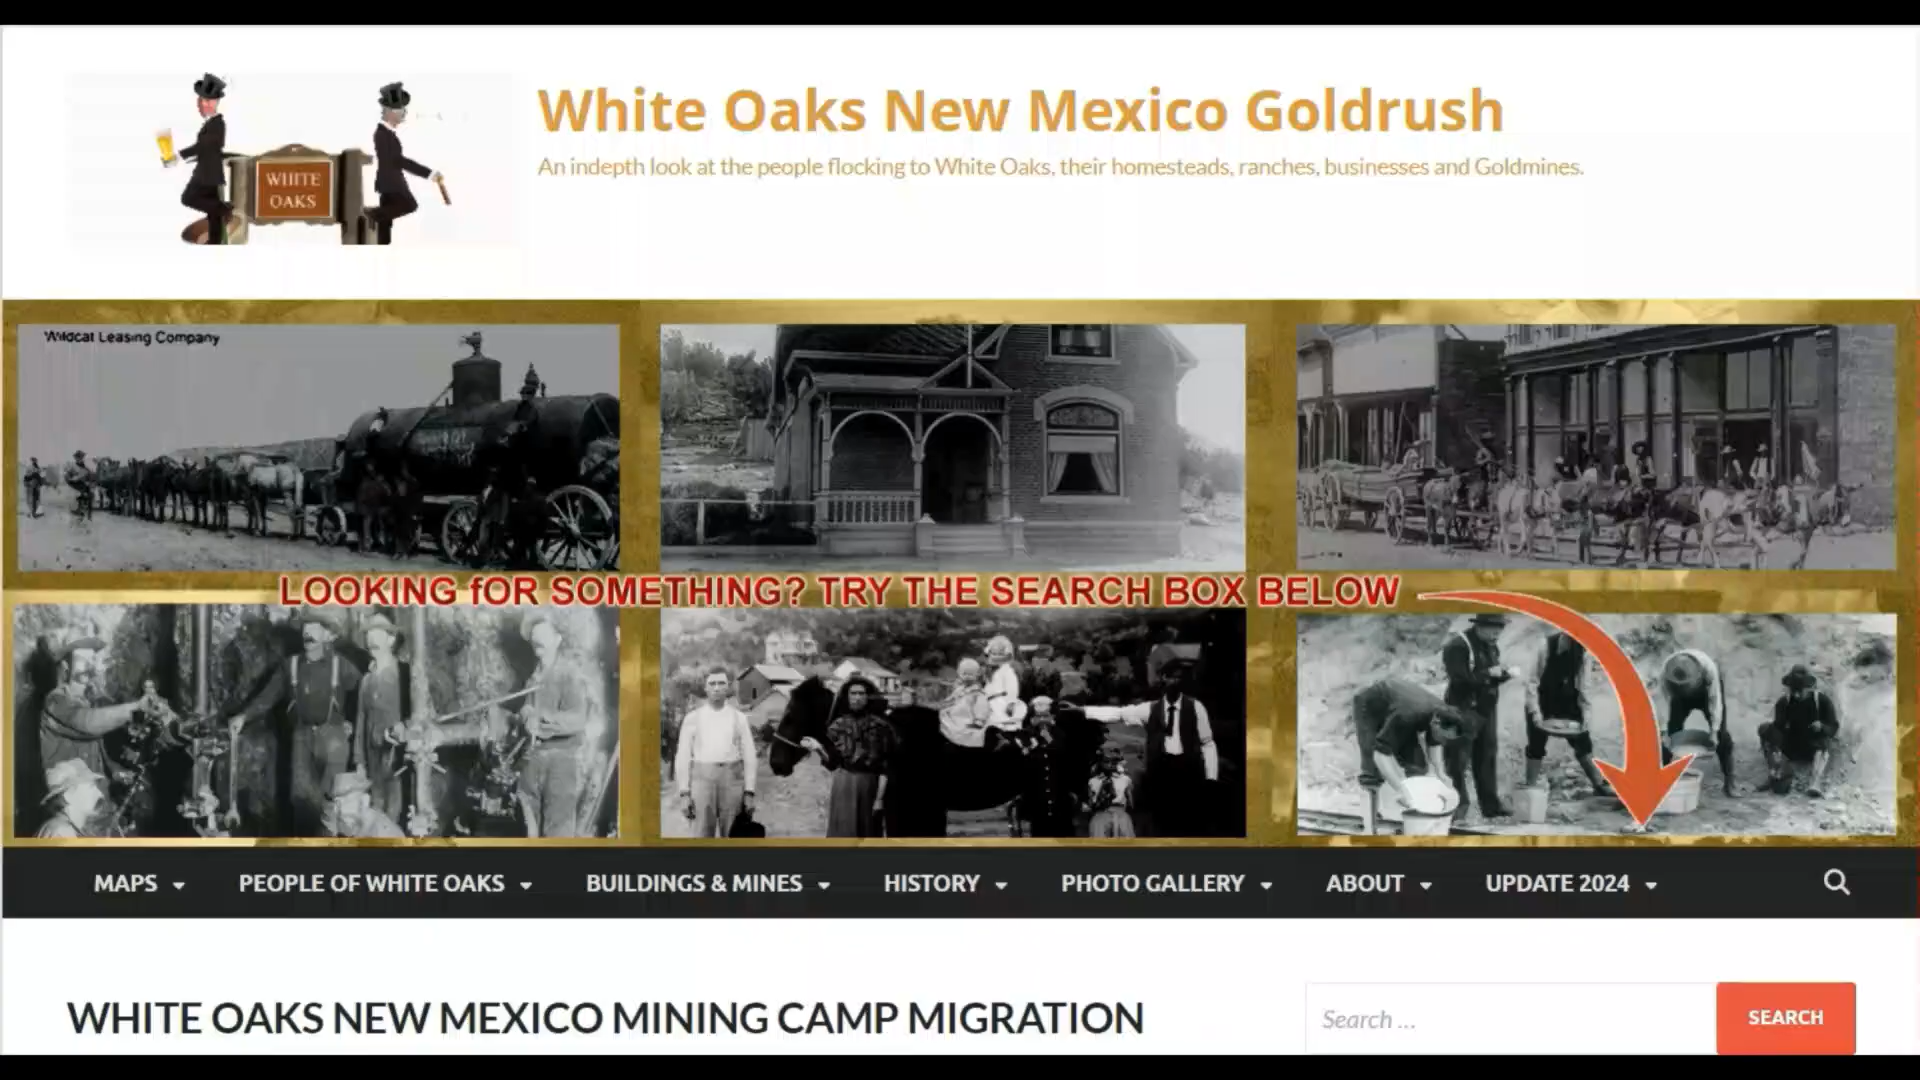 White Oaks New Mexico Goldrush
An indepth look at the people flocking to White Oaks, their homesteads, ranches, businesses and Goldmines.
WHITE
OAKS
Wildcat Leasing Company
LOOKING fOR SOMETHING? TRY THE SEARCH BOX BELOW
MAPS
PEOPLE OF WHITE OAKS
BUILDINGS & MINES
HISTORY
PHOTO GALLERY
ABOUT
UPDATE 2024
WHITE OAKS NEW MEXICO MINING CAMP MIGRATION
Search ...
SEARCH